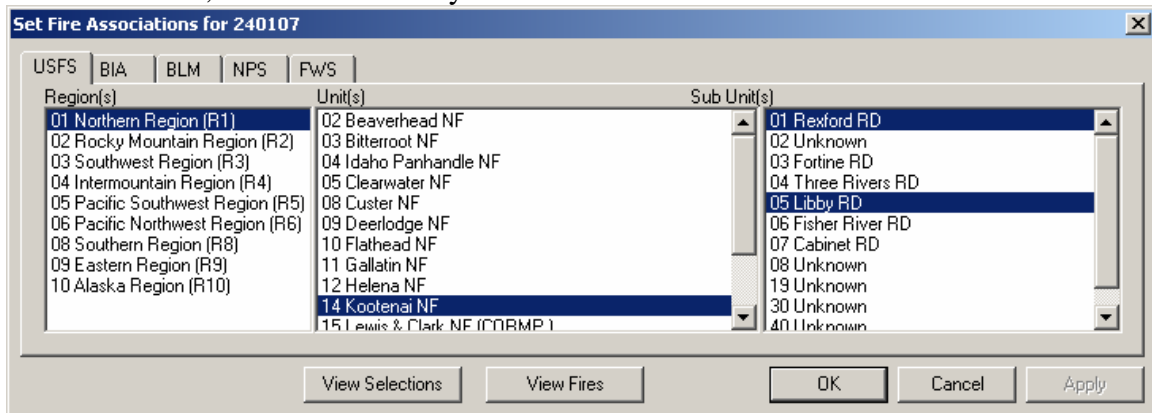 Set Fire Associations for 240107
USFS BIA BLM NPS FWS
Region(s) Unit(s) Sub Unit(s)
01 Northern Region (R1)
02 Rocky Mountain Region (R2)
03 Southwest Region (R3)
04 Intermountain Region (R4)
05 Pacific Southwest Region (R5)
06 Pacific Northwest Region (R6)
08 Southern Region (R8)
09 Eastern Region (R9)
10 Alaska Region (R10)
02 Beaverhead NF
03 Bitterroot NF
04 Idaho Panhandle NF
05 Clearwater NF
08 Custer NF
09 Deerlodge NF
10 Flathead NF
11 Gallatin NF
12 Helena NF
14 Kootenai NF
15 Lewis & Clark NF
01 Rexford RD
02 Unknown
03 Fortine RD
04 Three Rivers RD
05 Libby RD
06 Fisher River RD
07 Cabinet RD
08 Unknown
19 Unknown
30 Unknown
40 Unknown
View Selections View Fires OK Cancel Apply